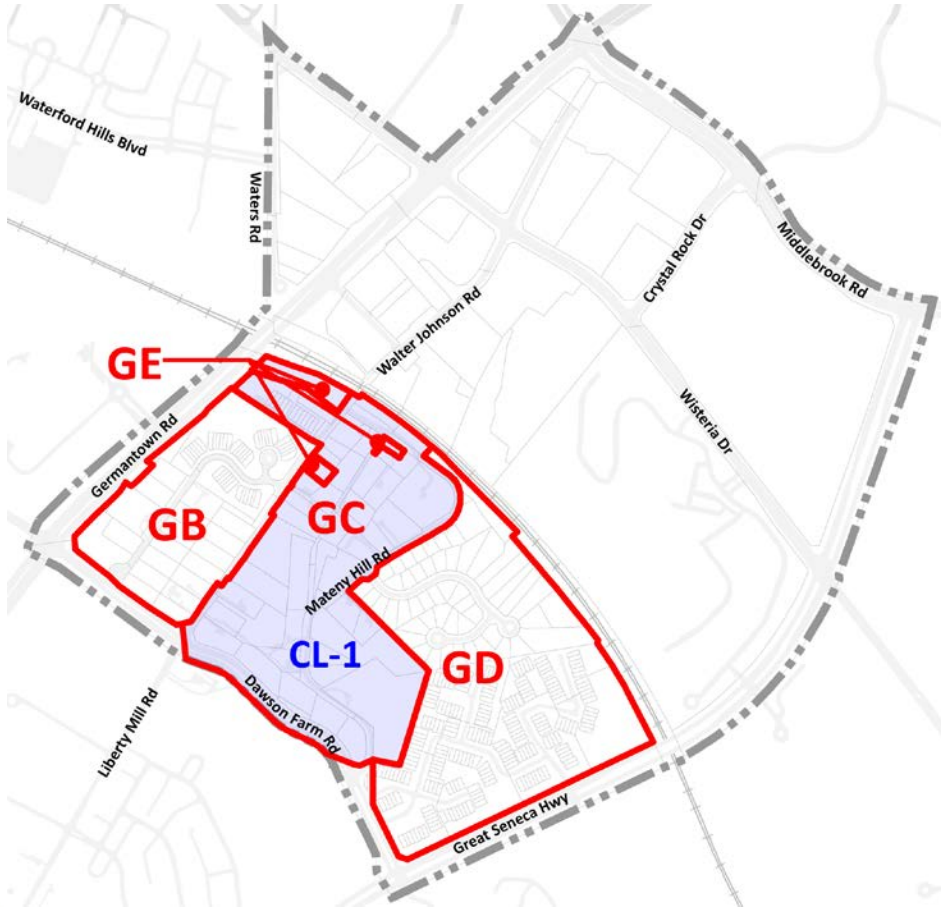 Waterford Hills Blvd
Waters Rd
Crystal Rock Dr
Middlebrook Rd
Walter Johnson Rd
GE
Wisteria Dr
Germantown Rd
GB
GC
Mateny Hill Rd
CL-1
GD
Dawson Farm Rd
Liberty Mill Rd
Great Seneca Hwy